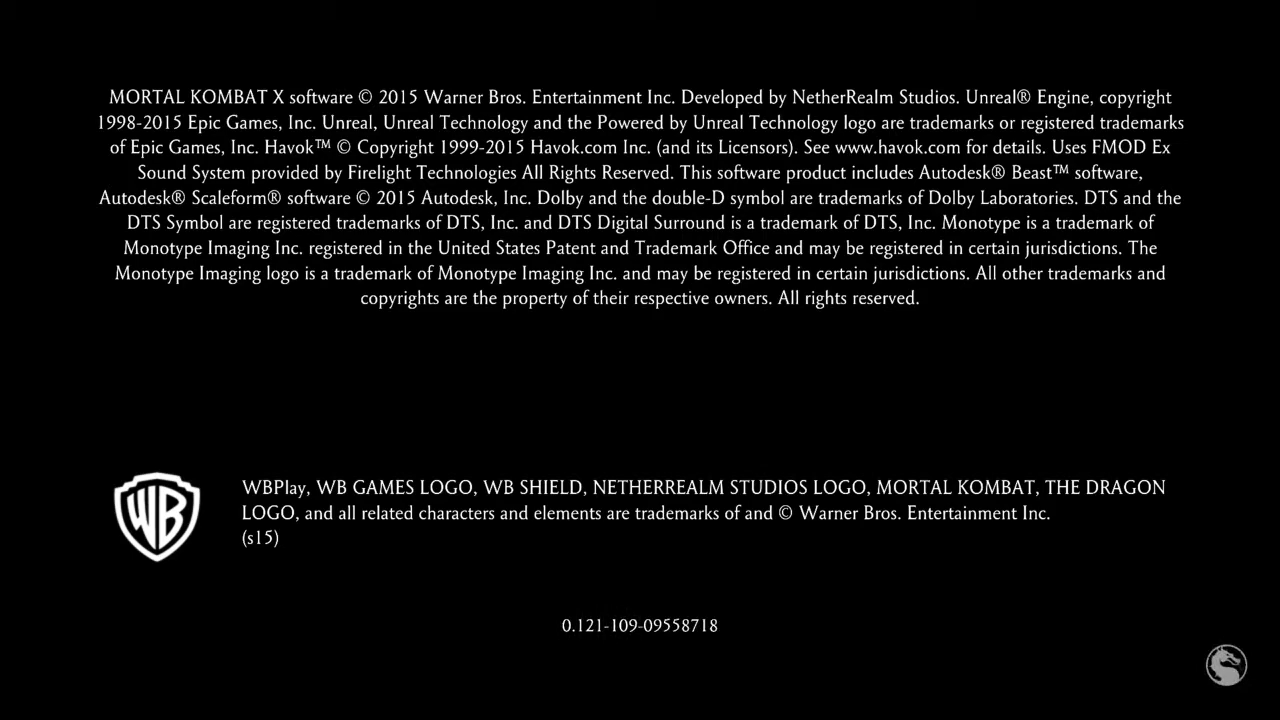 MORTAL KOMBAT X software © 2015 Warner Bros. Entertainment Inc. Developed by NetherRealm Studios. Unreal® Engine, copyright
1998-2015 Epic Games, Inc. Unreal, Unreal Technology and the Powered by Unreal Technology logo are trademarks or registered trademarks
of Epic Games, Inc. Havok™ © Copyright 1999-2015 Havok.com Inc. (and its Licensors). See www.havok.com for details. Uses FMOD Ex
Sound System provided by Firelight Technologies All Rights Reserved. This software product includes Autodesk® Beast™ software,
Autodesk® Scaleform® software © 2015 Autodesk, Inc. Dolby and the double-D symbol are trademarks of Dolby Laboratories. DTS and the
DTS Symbol are registered trademarks of DTS, Inc. and DTS Digital Surround is a trademark of DTS, Inc. Monotype is a trademark of
Monotype Imaging Inc. registered in the United States Patent and Trademark Office and may be registered in certain jurisdictions. The
Monotype Imaging logo is a trademark of Monotype Imaging Inc. and may be registered in certain jurisdictions. All other trademarks and
copyrights are the property of their respective owners. All rights reserved.
WB
WBPlay, WB GAMES LOGO, WB SHIELD, NETHERREALM STUDIOS LOGO, MORTAL KOMBAT, THE DRAGON
LOGO, and all related characters and elements are trademarks of and © Warner Bros. Entertainment Inc.
(s15)
0.121-109-09558718